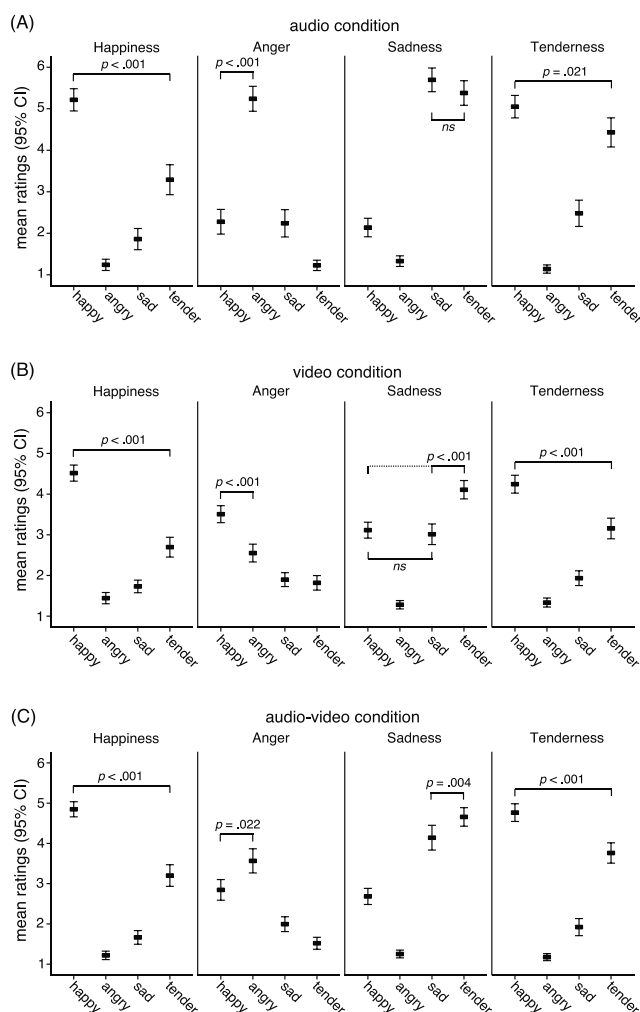 (A)
audio condition
Happiness Anger Sadness Tenderness
mean ratings (95% CI)
6
5
4
3
2
1
p < .001
p < .001
ns
p = .021
happy angry sad tender happy angry sad tender happy angry sad tender happy angry sad tender
(B)
video condition
Happiness Anger Sadness Tenderness
mean ratings (95% CI)
6
5
4
3
2
1
p < .001
p < .001
p < .001
ns
p < .001
happy angry sad tender happy angry sad tender happy angry sad tender happy angry sad tender
(C)
audio-video condition
Happiness Anger Sadness Tenderness
mean ratings (95% CI)
6
5
4
3
2
1
p < .001
p = .022
p = .004
p < .001
happy angry sad tender happy angry sad tender happy angry sad tender happy angry sad tender